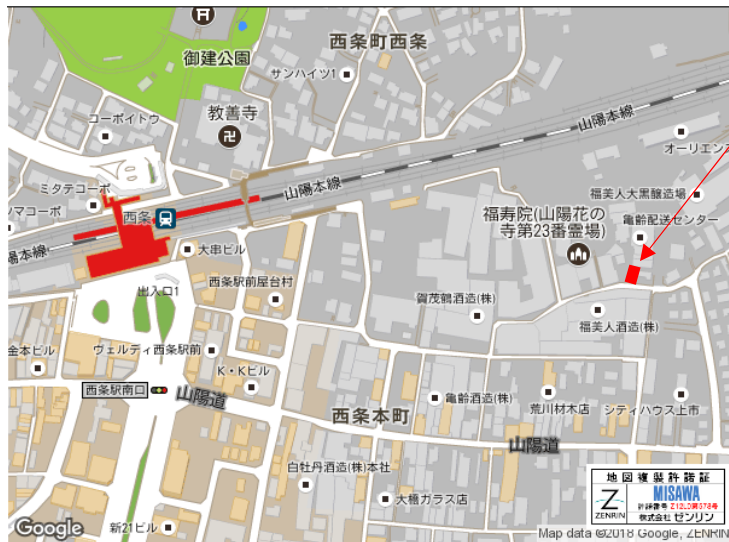 西条町西条
御建公園
サンハイツ1
教善寺
コーポイトウ
山陽本線
オーリエンス
山陽本線
ミタテコーポ
ツマコーポ
西条
福美人大黒醸造場
亀齢配送センター
福寿院(山陽花の
寺第23番霊場)
山陽本線
大串ビル
出入口1
西条駅前屋台村
賀茂鶴酒造(株)
福美人酒造(株)
金本ビル
ヴェルディ西条駅前
K・Kビル
西条駅南口
山陽道
西条本町
亀齢酒造(株)
荒川材木店
シティハウス上市
山陽道
白牡丹酒造(株)本社
大橋ガラス店
新21ビル
地図複製許諾証
ZENRIN
MISAWA
許諾番号 Z12LD第578号
株式会社 ゼンリン
Google
Map data ©2018 Google, ZENRIN